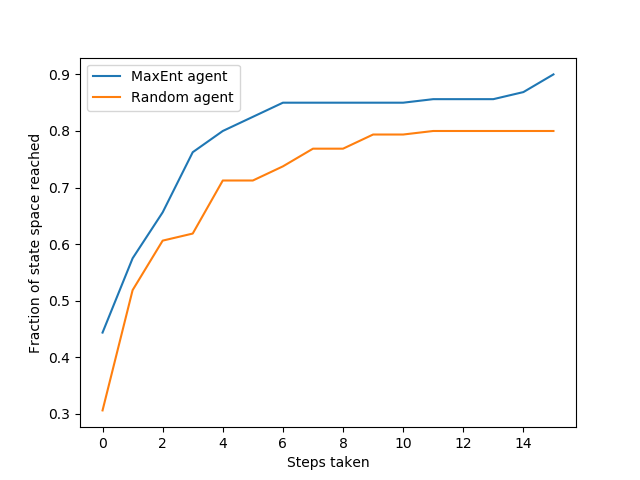 MaxEnt agent
Random agent
0.9
0.8
0.7
0.6
0.5
0.4
0.3
Fraction of state space reached
0 2 4 6 8 10 12 14
Steps taken